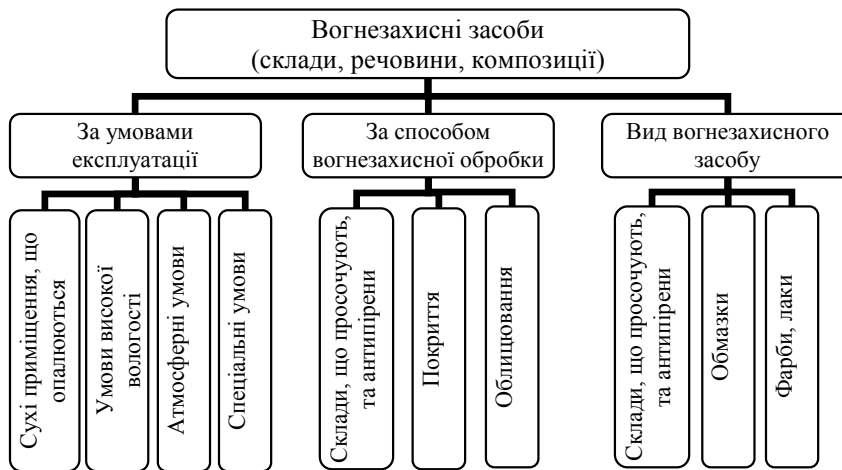 Вогнезахисні засоби
(склади, речовини, композиції)
За умовами
експлуатації
За способом
вогнезахисної обробки
Вид вогнезахисного
засобу
Сухі приміщення, що
опалюються
Умови високої
вологості
Атмосферні умови
Спеціальні умови
Склади, що просочують,
та антипірени
Покриття
Облицювання
Склади, що просочують,
та антипірени
Обмазки
Фарби, лаки